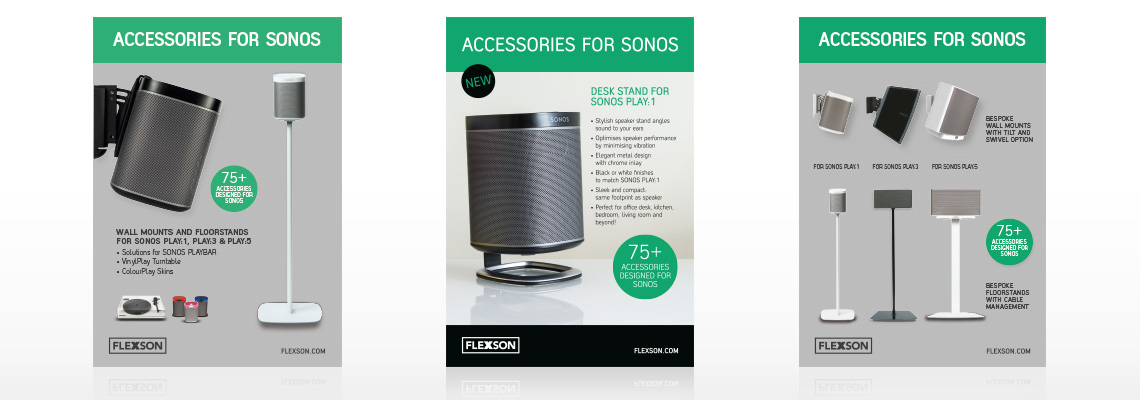 ACCESSORIES FOR SONOS
75+
ACCESSORIES
DESIGNED FOR
SONOS
WALL MOUNTS AND FLOORSTANDS
FOR SONOS PLAY:1, PLAY:3 & PLAY:5
• Solutions for SONOS PLAYBAR
• VinylPlay Turntable
• ColourPlay Skins
FLEXSON
FLEXSON.COM
ACCESSORIES FOR SONOS
NEW
DESK STAND FOR
SONOS PLAY:1
SONOS
• Stylish speaker stand angles
sound to your ears
• Optimises speaker performance
by minimising vibration
• Elegant metal design
with chrome inlay
• Black or white finishes
to match SONOS PLAY:1
• Sleek and compact:
same footprint as speaker
• Perfect for office desk, kitchen,
bedroom, living room and
beyond!
75+
ACCESSORIES
DESIGNED FOR
SONOS
FLEXSON
FLEXSON.COM
ACCESSORIES FOR SONOS
BESPOKE
WALL MOUNTS
WITH TILT AND
SWIVEL OPTION
FOR SONOS PLAY:1
FOR SONOS PLAY:3
FOR SONOS PLAY:5
75+
ACCESSORIES
DESIGNED FOR
SONOS
BESPOKE
FLOORSTANDS
WITH CABLE
MANAGEMENT
FLEXSON
FLEXSON.COM